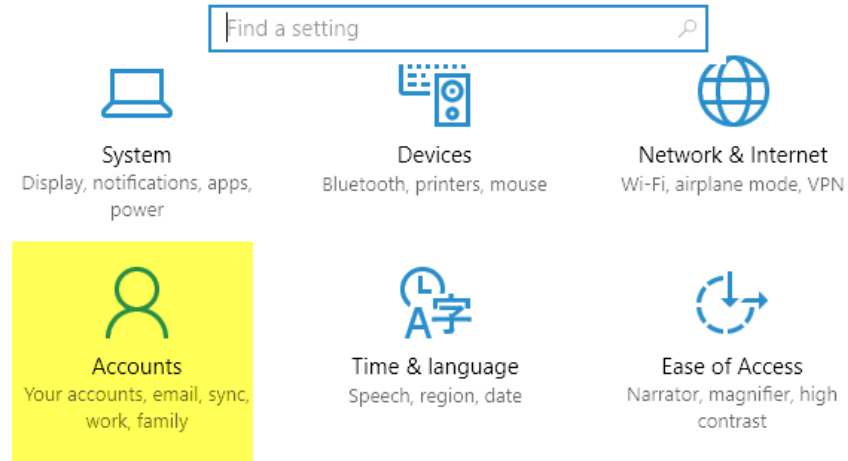 Find a setting
System
Devices
Network & Internet
Display, notifications, apps,
power
Bluetooth, printers, mouse
Wi-Fi, airplane mode, VPN
A字
Accounts
Time & language
Ease of Access
Your accounts, email, sync,
work, family
Speech, region, date
Narrator, magnifier, high
contrast